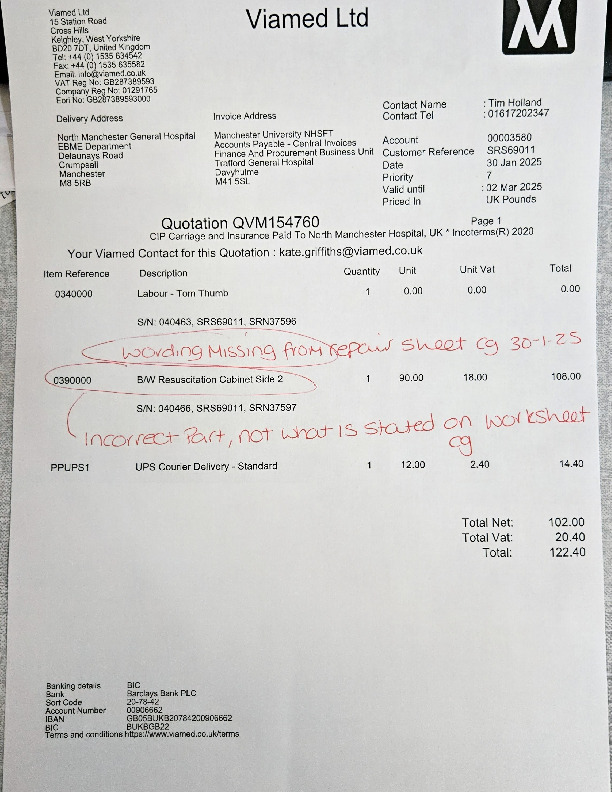 Viamed Ltd
15 Station Road
Cross Hills
Keighley, West Yorkshire
BD20 7DT, United Kingdom
Tel: +44 (0) 1535 634542
Fax: +44 (0) 1535 635582
Email: info@viamed.co.uk
VAT Reg No: GB287389593
Company Reg No: 01291765
Eori No: GB287389593000
Viamed Ltd
M
Contact Name : Tim Holland
Contact Tel : 01617202347
Delivery Address
North Manchester General Hospital
EBME Department
Delaunays Road
Crumpsall
Manchester
M8 5RB
Invoice Address
Manchester University NHSFT
Accounts Payable - Central Invoices
Finance And Procurement Business Unit
Trafford General Hospital
Davyhulme
M41 5SL
Account 00003580
Customer Reference SRS69011
Date 30 Jan 2025
Priority 7
Valid until : 02 Mar 2025
Priced In UK Pounds
Quotation QVM154760
Page 1
CIP Carriage and Insurance Paid To North Manchester Hospital, UK * Incoterms(R) 2020
Your Viamed Contact for this Quotation : kate.griffiths@viamed.co.uk
Item Reference Description Quantity Unit Unit Vat Total
0340000 Labour - Tom Thumb 1 0.00 0.00 0.00
S/N: 040463, SRS69011, SRN37596
Wording Missing from repair sheet cg 30-1-25
0390000 B/W Resuscitation Cabinet Side 2 1 90.00 18.00 108.00
S/N: 040466, SRS69011, SRN37597
Incorrect Part, not what is stated on worksheet
cg
PPUPS1 UPS Courier Delivery - Standard 1 12.00 2.40 14.40
Total Net: 102.00
Total Vat: 20.40
Total: 122.40
Banking details BIC
Bank Barclays Bank PLC
Sort Code 20-78-42
Account Number 00906662
IBAN GB05BUKB20784200906662
BIC BUKBGB22
Terms and conditions https://www.viamed.co.uk/terms